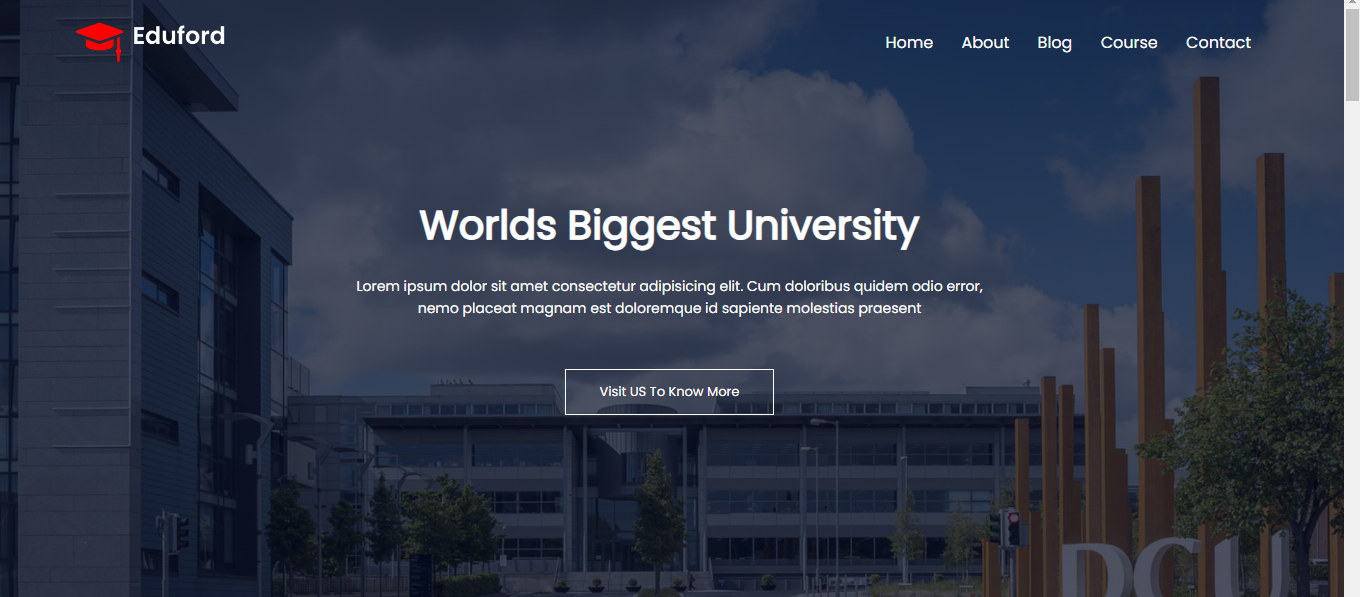 Eduford
Home About Blog Course Contact
Worlds Biggest University
Lorem ipsum dolor sit amet consectetur adipisicing elit. Cum doloribus quidem odio error,
nemo placeat magnam est doloremque id sapiente molestias praesent
Visit US To Know More
DCU